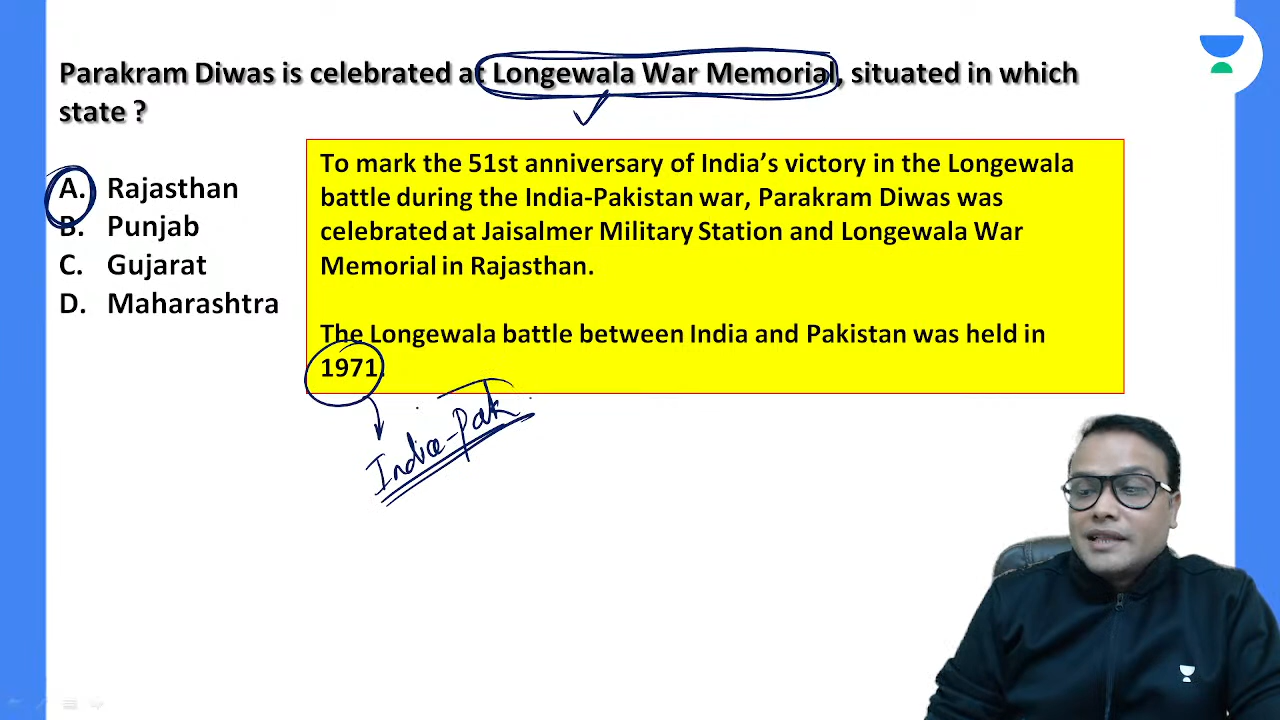 Parakram Diwas is celebrated at Longewala War Memorial, situated in which
state ?
A. Rajasthan
B. Punjab
C. Gujarat
D. Maharashtra
To mark the 51st anniversary of India’s victory in the Longewala
battle during the India-Pakistan war, Parakram Diwas was
celebrated at Jaisalmer Military Station and Longewala War
Memorial in Rajasthan.
The Longewala battle between India and Pakistan was held in
1971.
India-Pak